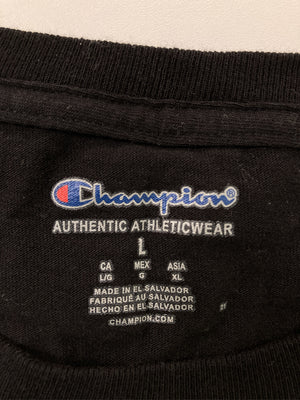 Champion®
AUTHENTIC ATHLETICWEAR
L
CA MEX ASIA
L/G G XL
MADE IN EL SALVADOR
FABRIQUÉ AU SALVADOR
HECHO EN EL SALVADOR
CHAMPION.COM